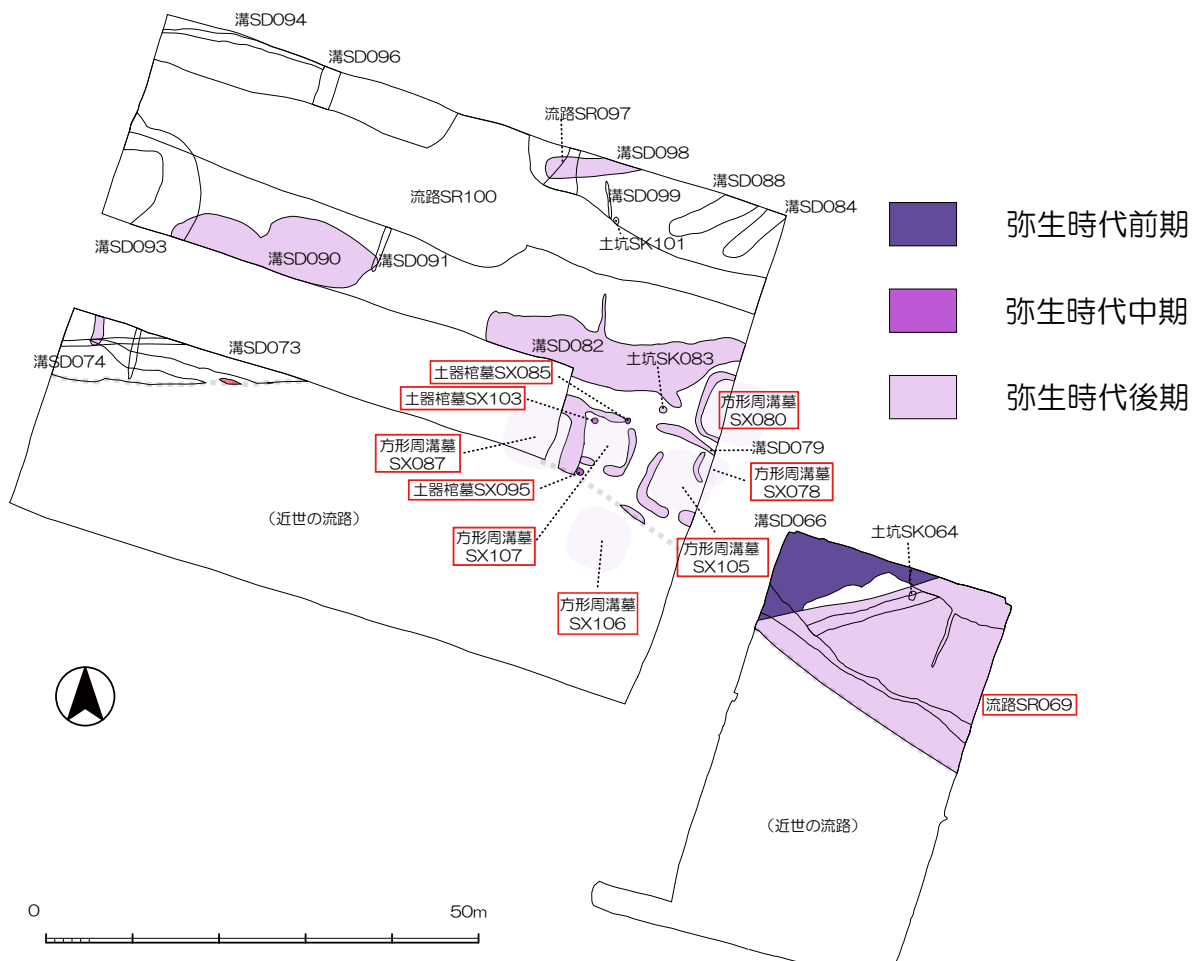 溝SD094
溝SD096
流路SR097
溝SD098
溝SD088
溝SD099
溝SD084
流路SR100
土坑SK101
溝SD093
溝SD090
溝SD091
弥生時代前期
弥生時代中期
弥生時代後期
溝SD074
溝SD073
溝SD082
土坑SK083
土器棺墓SX085
土器棺墓SX103
方形周溝墓
SX080
方形周溝墓
SX087
溝SD079
土器棺墓SX095
方形周溝墓
SX078
(近世の流路)
方形周溝墓
SX107
方形周溝墓
SX105
溝SD066
土坑SK064
方形周溝墓
SX106
流路SR069
(近世の流路)
0
50m